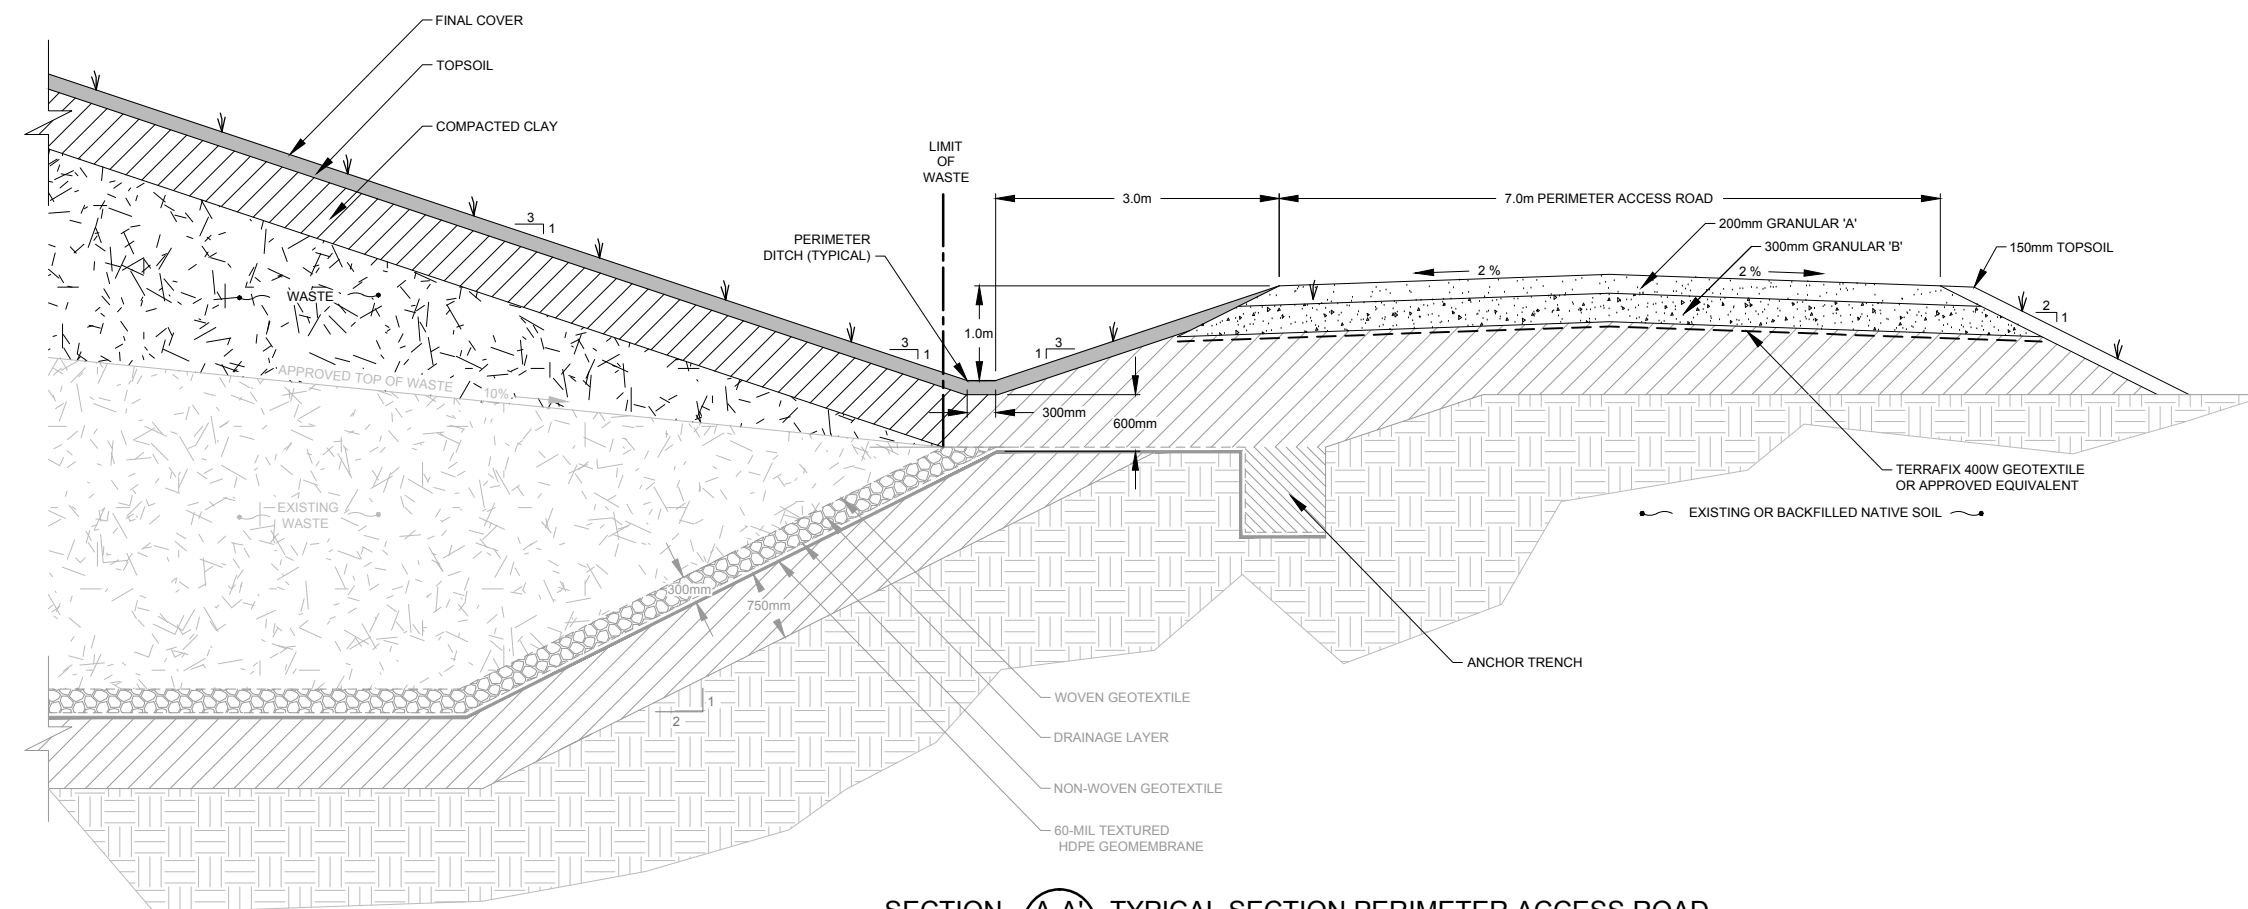 FINAL COVER
TOPSOIL
COMPACTED CLAY
LIMIT
OF
WASTE
3.0m
7.0m PERIMETER ACCESS ROAD
200mm GRANULAR 'A'
300mm GRANULAR 'B'
150mm TOPSOIL
3
1
PERIMETER
DITCH (TYPICAL)
2 %
2 %
WASTE
2
1
1.0m
3
1
3
1
APPROVED TOP OF WASTE
10%
300mm
600mm
TERRAFIX 400W GEOTEXTILE
OR APPROVED EQUIVALENT
EXISTING
WASTE
EXISTING OR BACKFILLED NATIVE SOIL
300mm
750mm
ANCHOR TRENCH
WOVEN GEOTEXTILE
1
2
DRAINAGE LAYER
NON-WOVEN GEOTEXTILE
60-MIL TEXTURED
HDPE GEOMEMBRANE
SECTION A-A' TYPICAL SECTION PERIMETER ACCESS ROAD